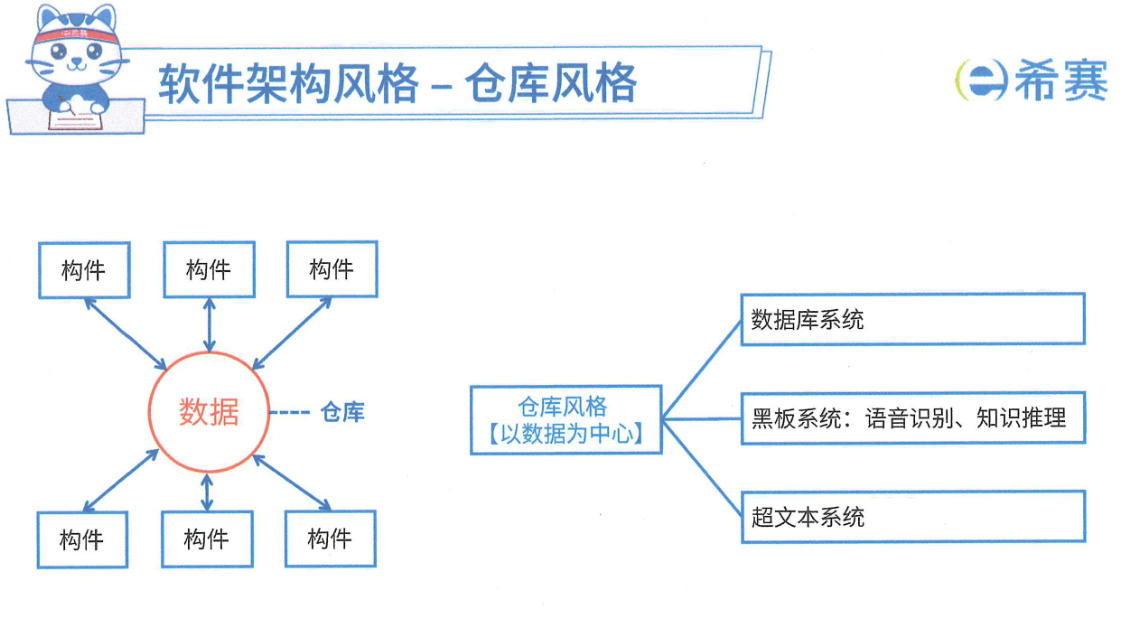 软件架构风格 – 仓库风格
希赛
构件 构件 构件
数据
仓库
构件 构件 构件
仓库风格
【以数据为中心】
数据库系统
黑板系统：语音识别、知识推理
超文本系统